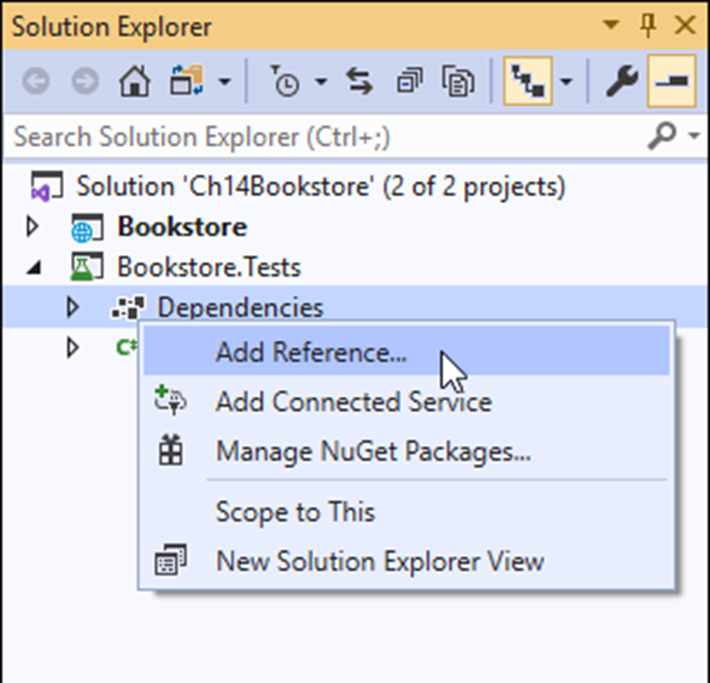 Solution Explorer
Search Solution Explorer (Ctrl+;)
Solution 'Ch14Bookstore' (2 of 2 projects)
Bookstore
Bookstore.Tests
Dependencies
C#
Add Reference...
Add Connected Service
Manage NuGet Packages...
Scope to This
New Solution Explorer View